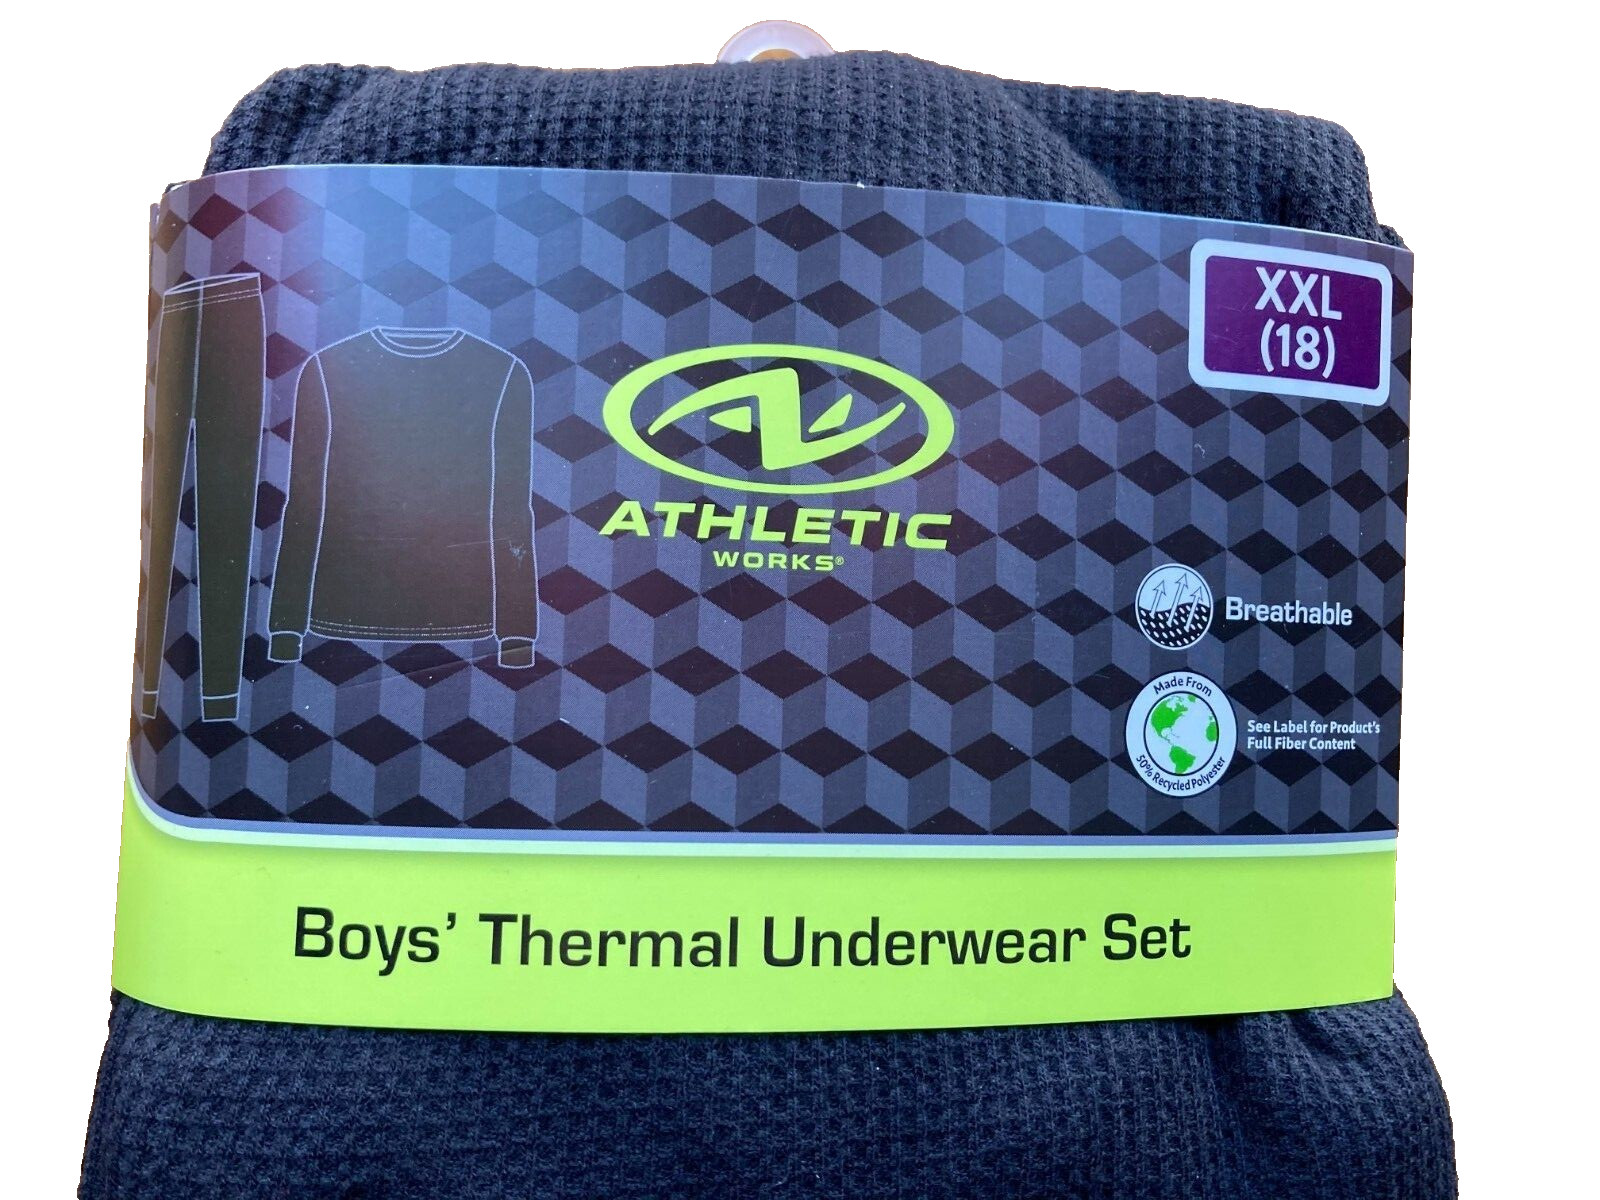 XXL
(18)
ATHLETIC
WORKS®
Breathable
Made From
50% Recycled Polyester
See Label for Product's
Full Fiber Content
Boys' Thermal Underwear Set